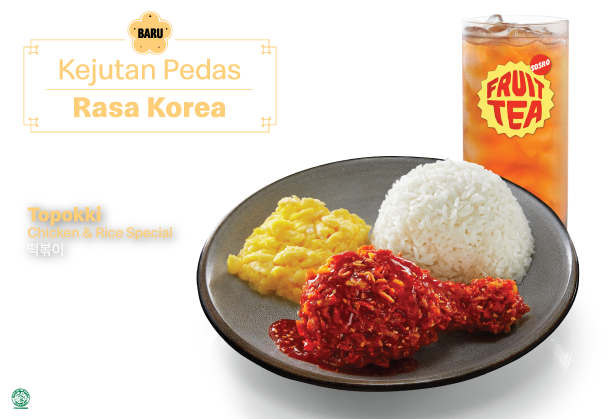 BARU
Kejutan Pedas
Rasa Korea
SOSRO
FRUIT
TEA
Topokki
Chicken & Rice Special
떡볶이